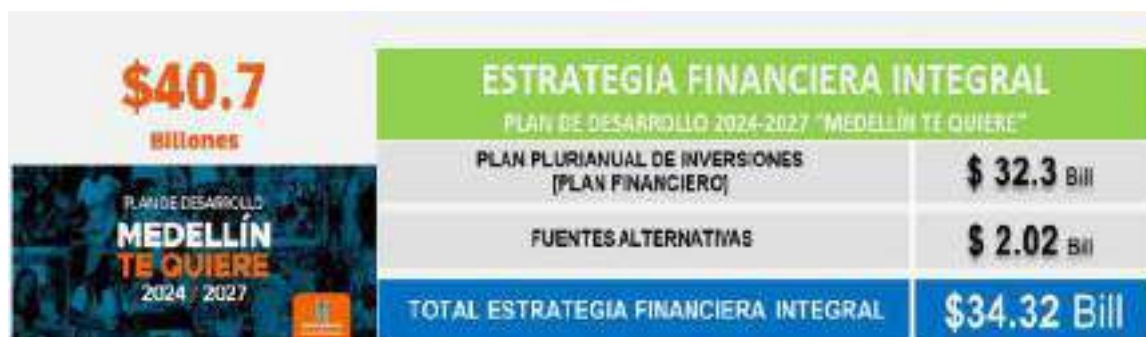 $40.7
Billones
PLAN DE DESARROLLO
MEDELLÍN
TE QUIERE
2024 / 2027
ESTRATEGIA FINANCIERA INTEGRAL
PLAN DE DESARROLLO 2024-2027 "MEDELLÍN TE QUIERE"
PLAN PLURIANUAL DE INVERSIONES
[PLAN FINANCIERO]
$ 32.3 Bill
FUENTES ALTERNATIVAS
$ 2.02 Bill
TOTAL ESTRATEGIA FINANCIERA INTEGRAL
$34.32 Bill